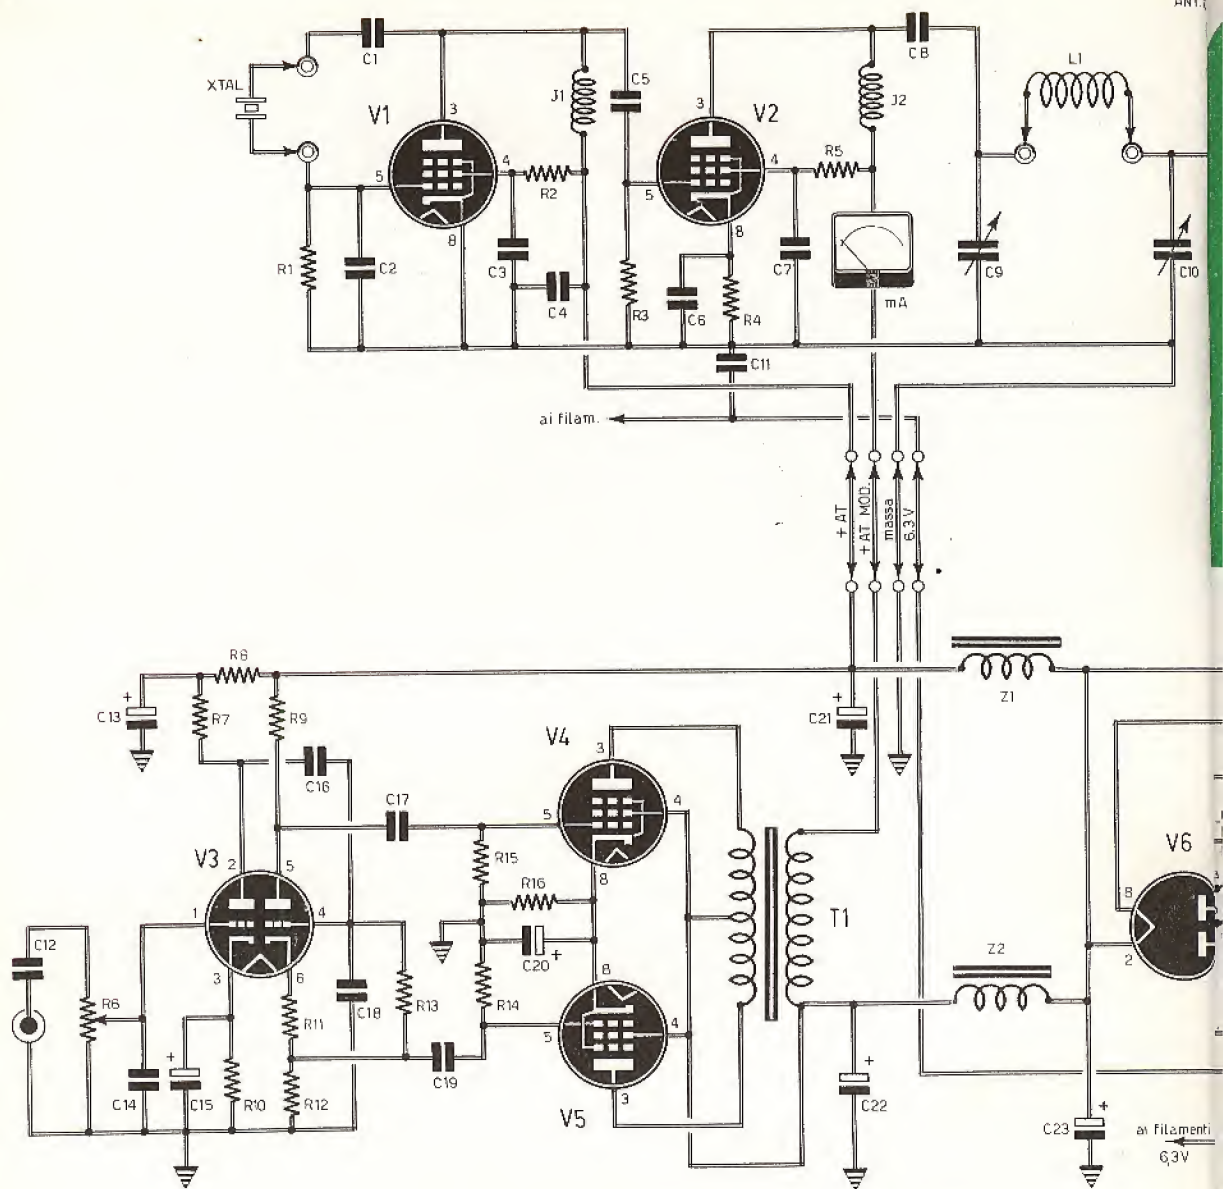 ANT.
C1
C8
L1
XTAL
J1
C5
J2
V1
3
V2
3
R5
4
4
R2
5
5
8
8
R1
C2
C3
C4
R3
C6
R4
C7
mA
C9
C10
C11
ai filam.
+ AT
+ AT MOD.
massa
6,3 V
R8
C13
+
R7
R9
C21
+
Z1
V4
3
C16
C17
5
4
V3
2
5
R15
8
R16
V6
8
3
1
4
T1
C12
C20
+
8
2
Z2
3
6
R6
R11
C18
R13
R14
5
4
C19
+
C14
C15
R10
R12
V5
3
+
C22
C23
+
ai filamenti
6,3V